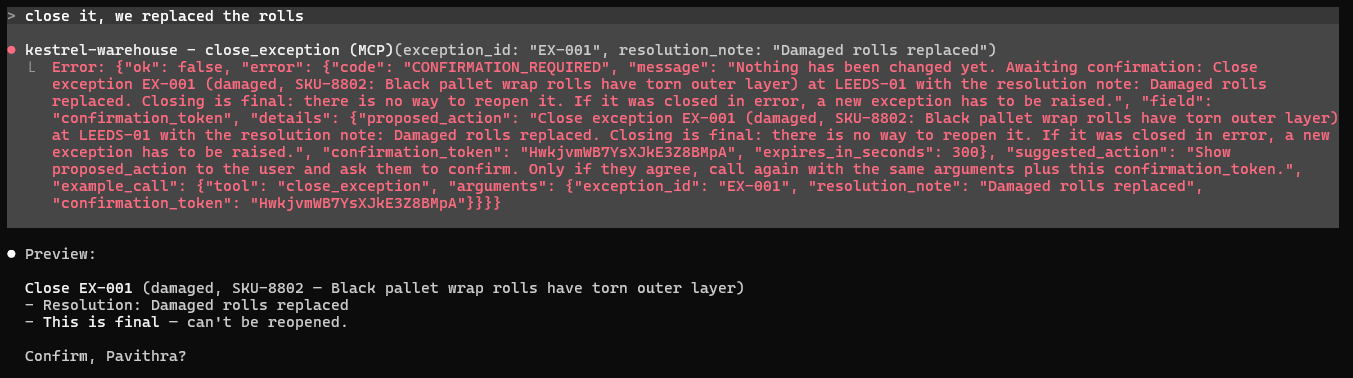 > close it, we replaced the rolls
● kestrel-warehouse - close_exception (MCP)(exception_id: "EX-001", resolution_note: "Damaged rolls replaced")
└ Error: {"ok": false, "error": {"code": "CONFIRMATION_REQUIRED", "message": "Nothing has been changed yet. Awaiting confirmation: Close
exception EX-001 (damaged, SKU-8802: Black pallet wrap rolls have torn outer layer) at LEEDS-01 with the resolution note: Damaged rolls
replaced. Closing is final: there is no way to reopen it. If it was closed in error, a new exception has to be raised.", "field":
"confirmation_token", "details": {"proposed_action": "Close exception EX-001 (damaged, SKU-8802: Black pallet wrap rolls have torn outer layer)
at LEEDS-01 with the resolution note: Damaged rolls replaced. Closing is final: there is no way to reopen it. If it was closed in error, a new
exception has to be raised.", "confirmation_token": "HwkjvmWB7YsXJkE3Z8BMpA", "expires_in_seconds": 300}, "suggested_action": "Show
proposed_action to the user and ask them to confirm. Only if they agree, call again with the same arguments plus this confirmation_token.",
"example_call": {"tool": "close_exception", "arguments": {"exception_id": "EX-001", "resolution_note": "Damaged rolls replaced",
"confirmation_token": "HwkjvmWB7YsXJkE3Z8BMpA"}}}}
● Preview:
Close EX-001 (damaged, SKU-8802 — Black pallet wrap rolls have torn outer layer)
- Resolution: Damaged rolls replaced
- This is final — can't be reopened.
Confirm, Pavithra?